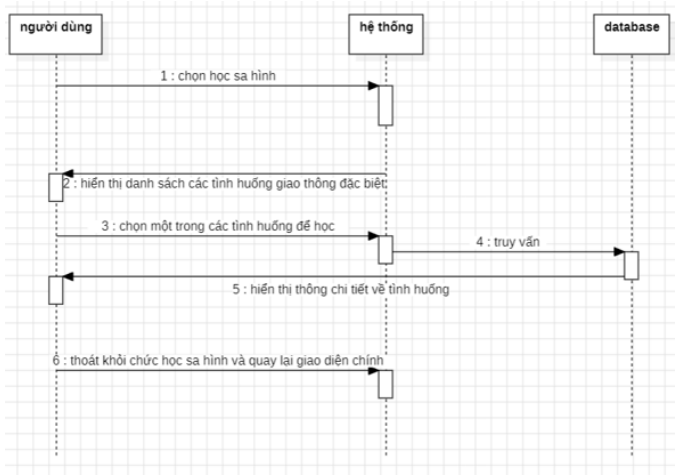 người dùng
hệ thống
database
1 : chọn học sa hình
2 : hiển thị danh sách các tình huống giao thông đặc biệt
3 : chọn một trong các tình huống để học
4 : truy vấn
5 : hiển thị thông chi tiết về tình huống
6 : thoát khỏi chức học sa hình và quay lại giao diện chính